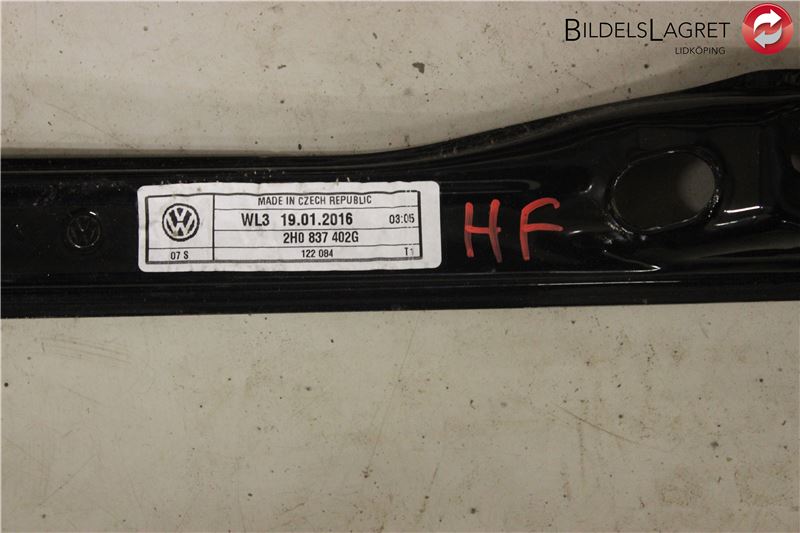 BILDELSLAGRET
LIDKÖPING
MADE IN CZECH REPUBLIC
WL3 19.01.2016 03:05
2H0 837 402G
07 S 122 084 T1
HF